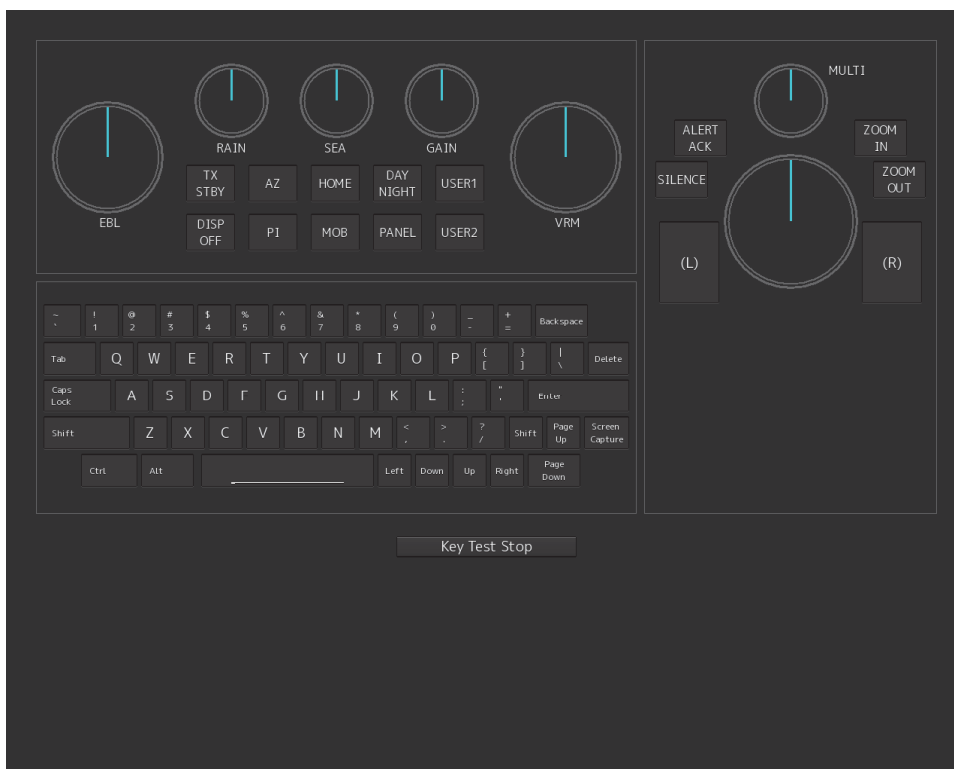 MULTI
RAIN SEA GAIN
EBL VRM
TX STBY AZ HOME DAY NIGHT USER1
DISP OFF PI MOB PANEL USER2
ALERT ACK
ZOOM IN
SILENCE
ZOOM OUT
(L) (R)
~ ! @ # $ % ^ & * ( ) _ +
` 1 2 3 4 5 6 7 8 9 0 - = Backspace
Tab Q W E R T Y U I O P { [ } ] | \ Delete
Caps Lock A S D F G H J K L : ; " ' Enter
Shift Z X C V B N M < , > . ? / Shift Page Up Screen Capture
Ctrl Alt Left Down Up Right Page Down
Key Test Stop